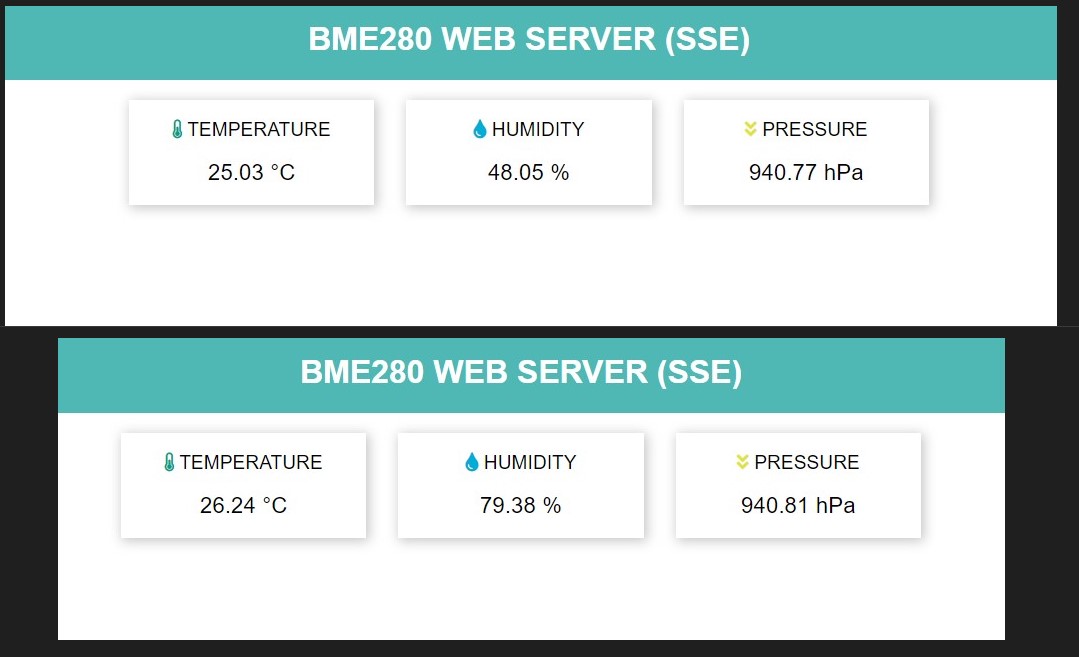 BME280 WEB SERVER (SSE)
TEMPERATURE HUMIDITY PRESSURE
25.03 °C 48.05 % 940.77 hPa
BME280 WEB SERVER (SSE)
TEMPERATURE HUMIDITY PRESSURE
26.24 °C 79.38 % 940.81 hPa